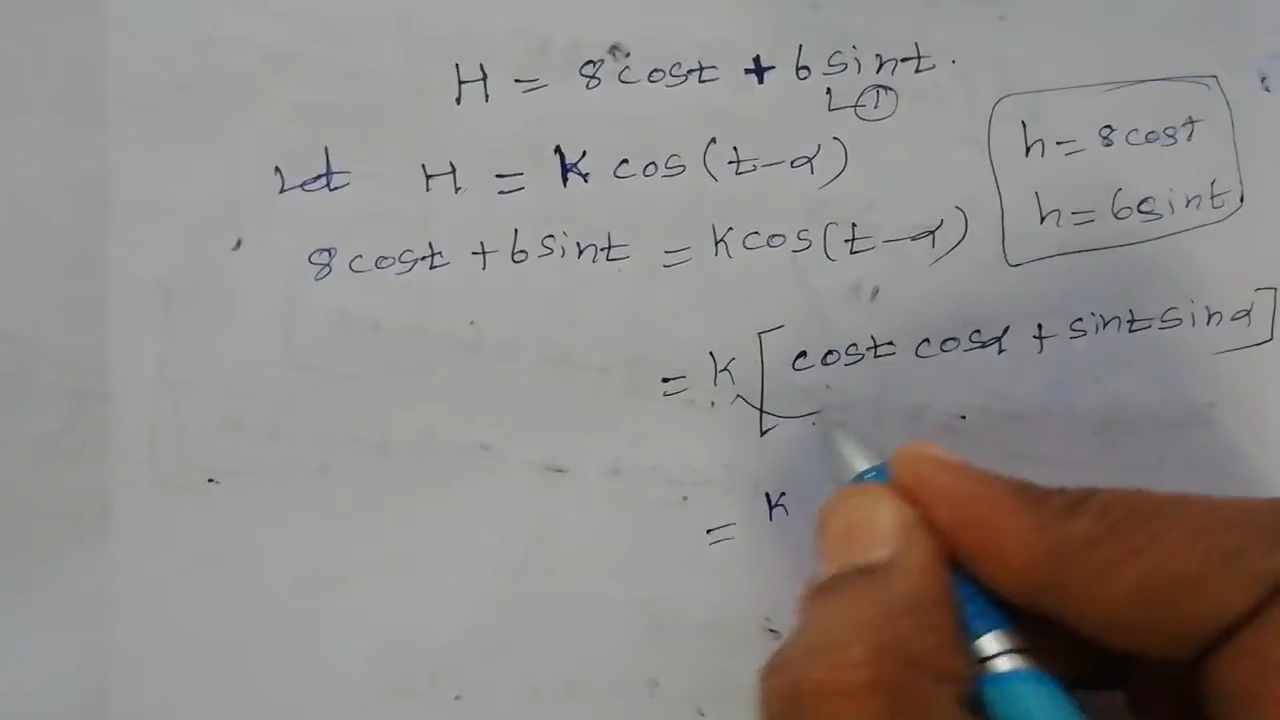 H = 8cost + 6sint.
①
Let H = K cos(t-α)
h = 8cost
h = 6sint
8cost + 6sint = Kcos(t-α)
= K[cost cosα + sint sinα]
= K